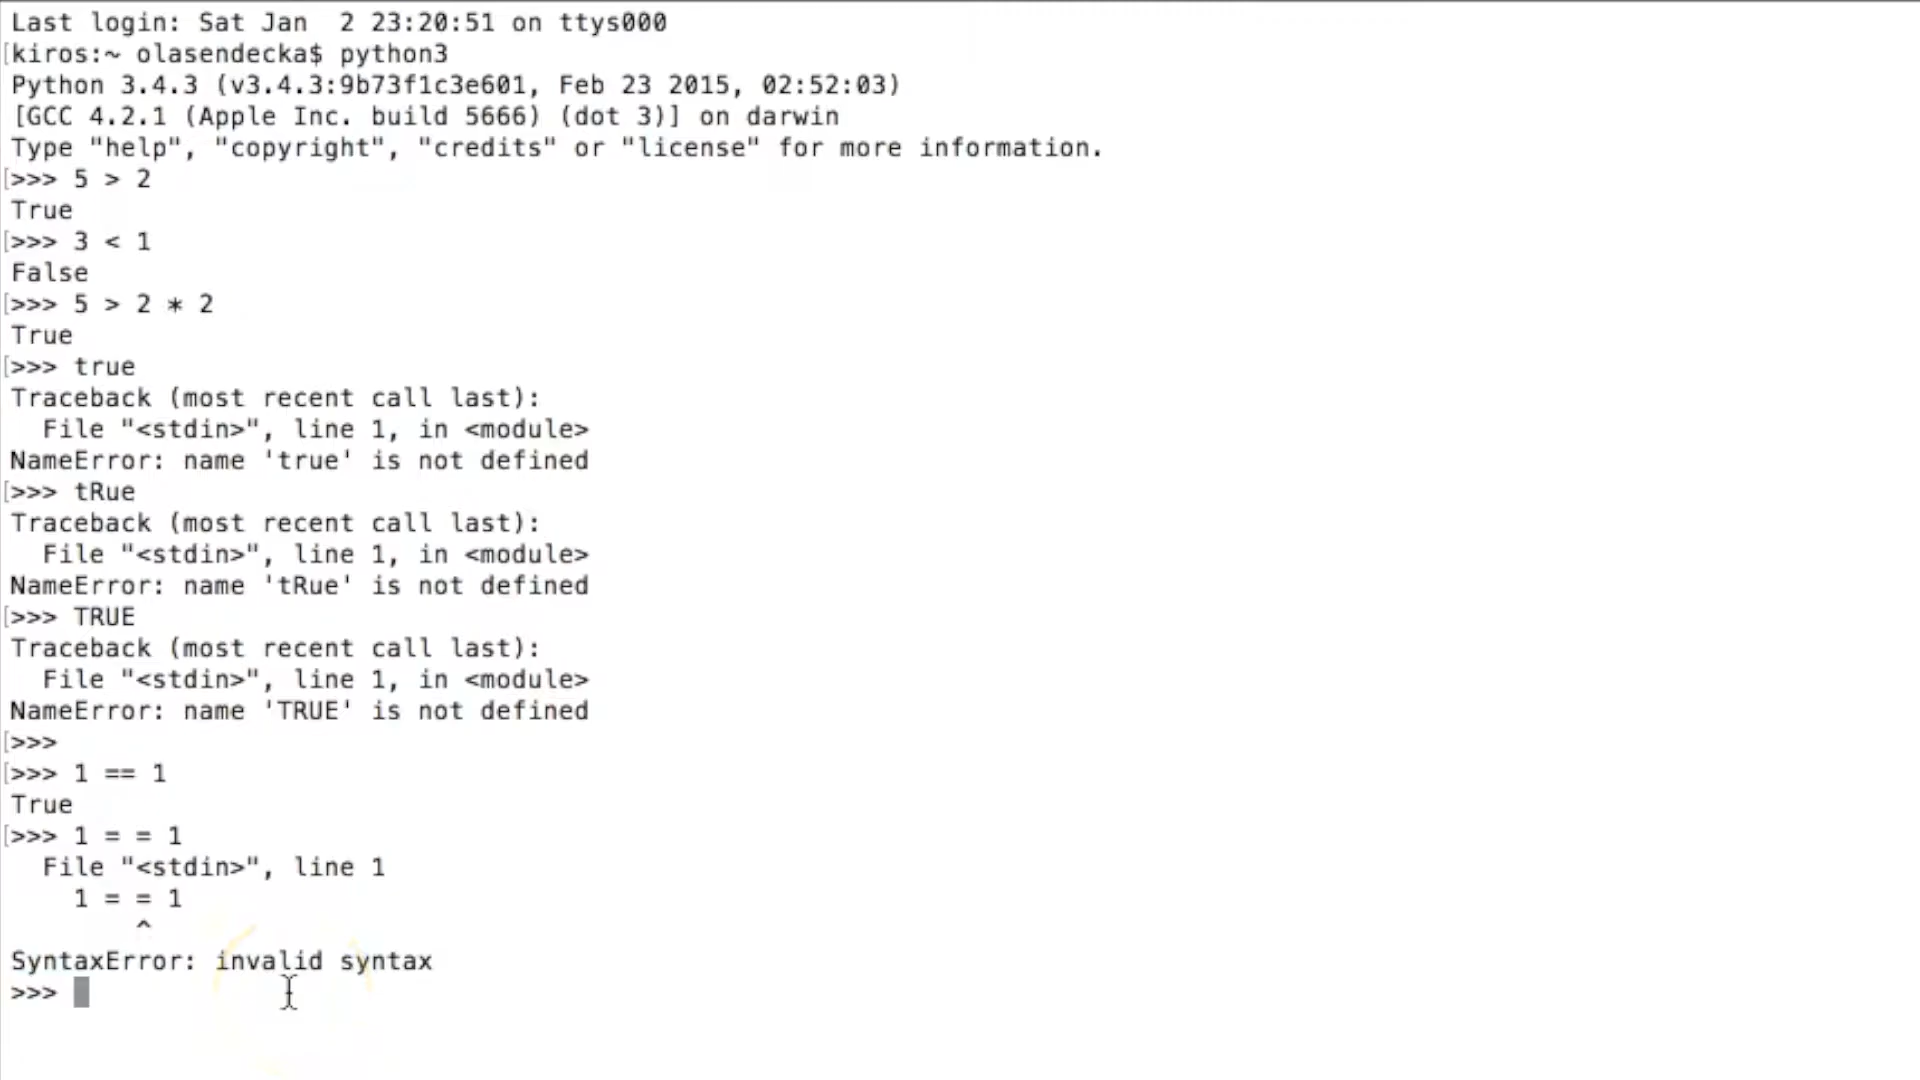 Last login: Sat Jan  2 23:20:51 on ttys000
[kiros:~ olasendecka$ python3
Python 3.4.3 (v3.4.3:9b73f1c3e601, Feb 23 2015, 02:52:03)
[GCC 4.2.1 (Apple Inc. build 5666) (dot 3)] on darwin
Type "help", "copyright", "credits" or "license" for more information.
[>>> 5 > 2
True
[>>> 3 < 1
False
[>>> 5 > 2 * 2
True
[>>> true
Traceback (most recent call last):
  File "<stdin>", line 1, in <module>
NameError: name 'true' is not defined
[>>> tRue
Traceback (most recent call last):
  File "<stdin>", line 1, in <module>
NameError: name 'tRue' is not defined
[>>> TRUE
Traceback (most recent call last):
  File "<stdin>", line 1, in <module>
NameError: name 'TRUE' is not defined
[>>>
[>>> 1 == 1
True
[>>> 1 = = 1
  File "<stdin>", line 1
    1 = = 1
        ^
SyntaxError: invalid syntax
>>>